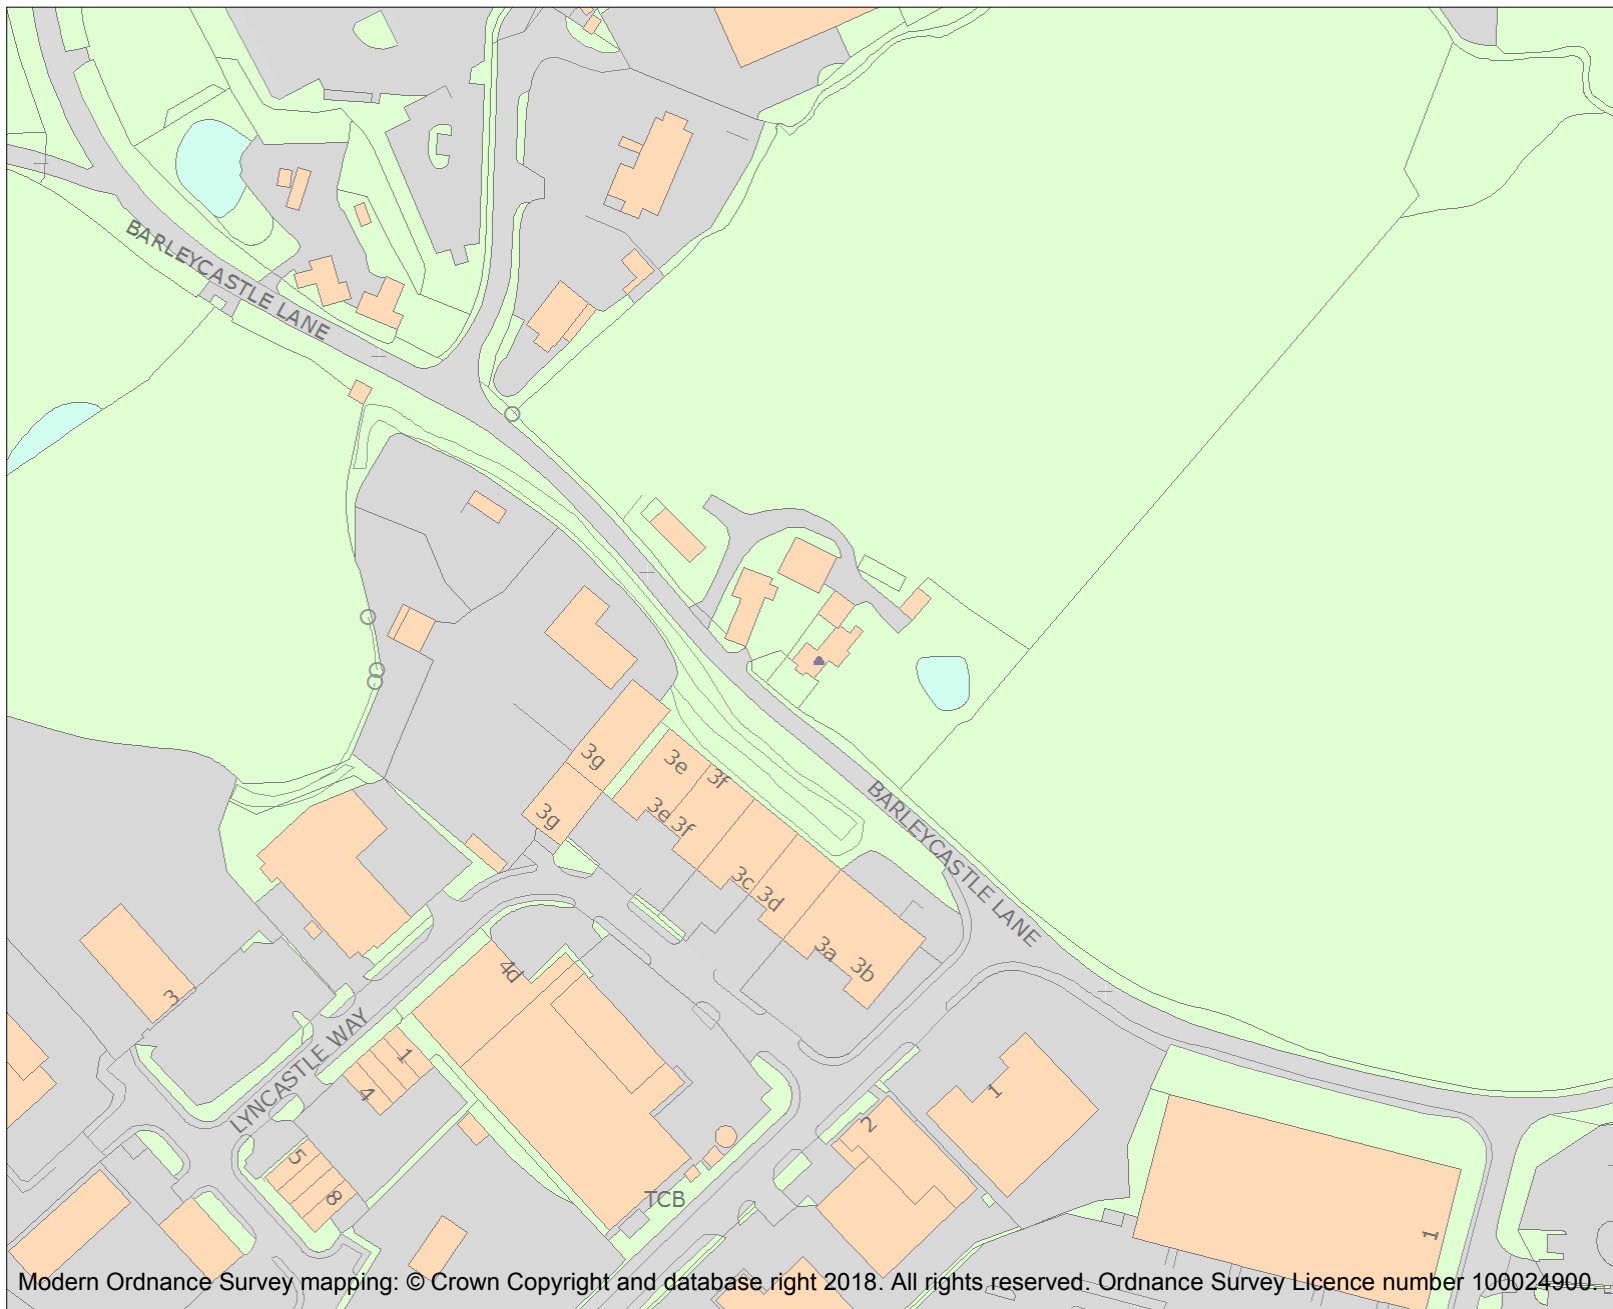 BARLEYCASTLE LANE
3g
3e
3f
3g
3e
3f
BARLEYCASTLE LANE
3c
3d
3a
3b
4d
3
LYNCASTLE WAY
1
4
1
2
5
8
TCB
1
Modern Ordnance Survey mapping: © Crown Copyright and database right 2018. All rights reserved. Ordnance Survey Licence number 100024900.